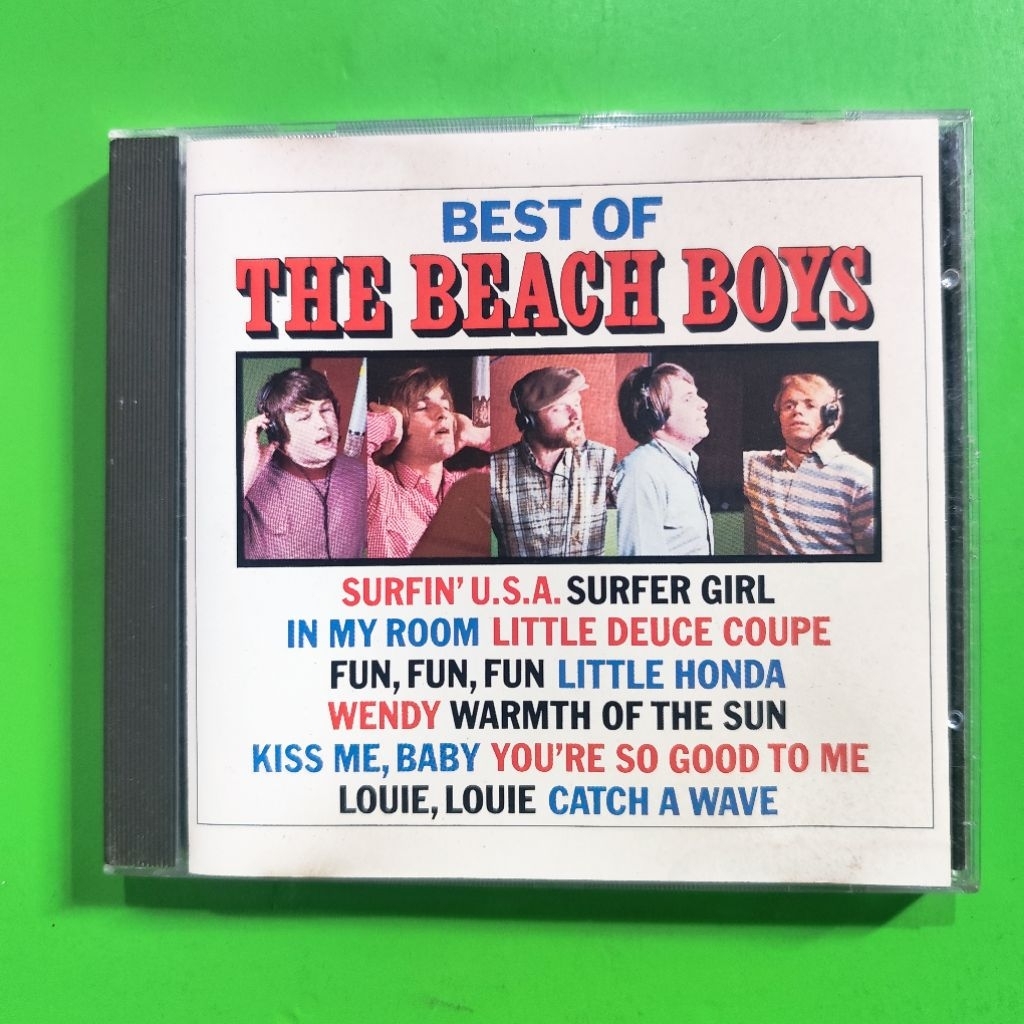 BEST OF
THE BEACH BOYS
SURFIN' U.S.A. SURFER GIRL
IN MY ROOM LITTLE DEUCE COUPE
FUN, FUN, FUN LITTLE HONDA
WENDY WARMTH OF THE SUN
KISS ME, BABY YOU'RE SO GOOD TO ME
LOUIE, LOUIE CATCH A WAVE